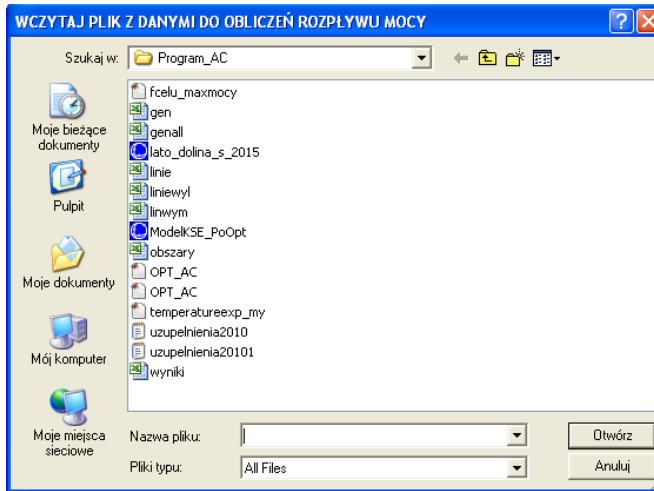 WCZYTAJ PLIK Z DANYMI DO OBLICZEŃ ROZPŁYWU MOCY
Szukaj w:
Program_AC
Moje bieżące
dokumenty
Pulpit
Moje dokumenty
Mój komputer
Moje miejsca
sieciowe
fcelu_maxmocy
gen
genall
lato_dolina_s_2015
linie
liniewyl
linwym
ModelKSE_PoOpt
obszary
OPT_AC
OPT_AC
temperatureexp_my
uzupelnienia2010
uzupelnienia20101
wyniki
Nazwa pliku:
Otwórz
Pliki typu:
All Files
Anuluj